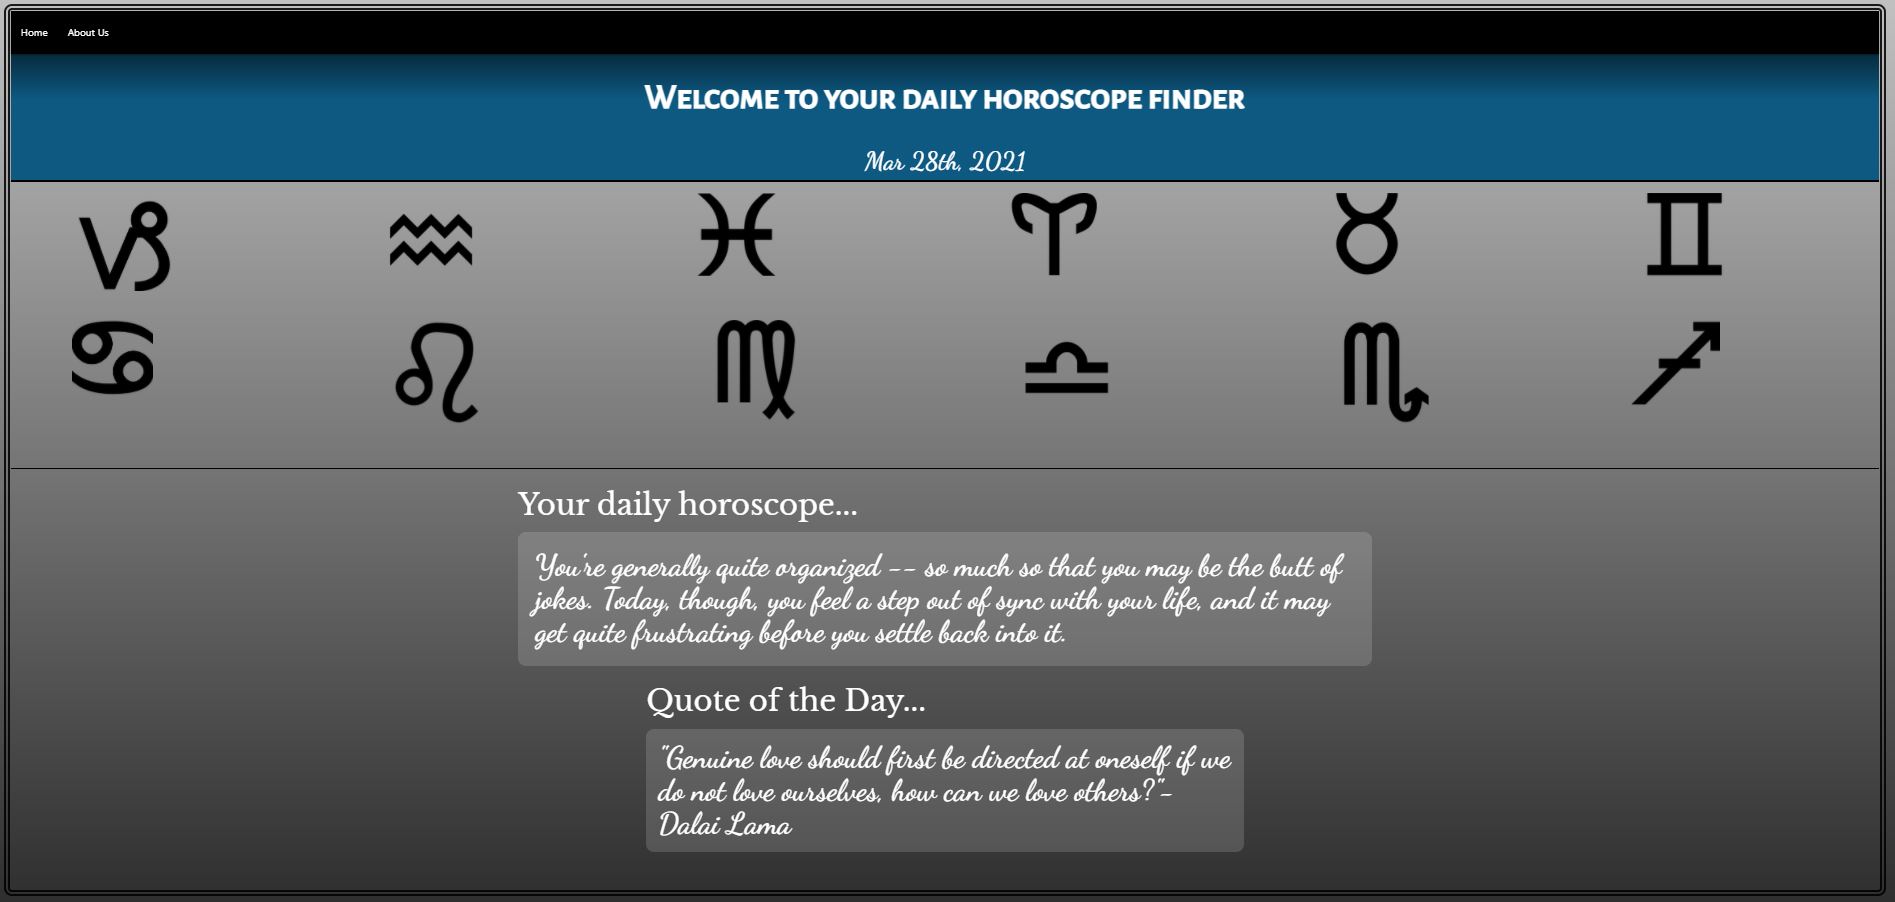 Home About Us
Welcome to your daily horoscope finder
Mar 28th, 2021
Your daily horoscope...
You're generally quite organized -- so much so that you may be the butt of
jokes. Today, though, you feel a step out of sync with your life, and it may
get quite frustrating before you settle back into it.
Quote of the Day...
"Genuine love should first be directed at oneself if we
do not love ourselves, how can we love others?"-
Dalai Lama